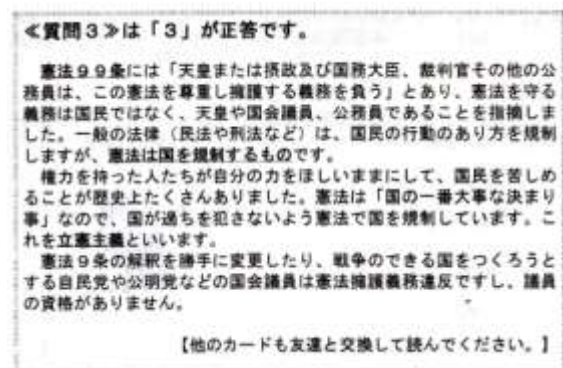 ≪質問3≫は「3」が正答です。
憲法99条には「天皇または摂政及び国務大臣、裁判官その他の公
務員は、この憲法を尊重し擁護する義務を負う」とあり、憲法を守る
義務は国民ではなく、天皇や国会議員、公務員であることを指摘しま
した。一般の法律（民法や刑法など）は、国民の行動のあり方を規制
しますが、憲法は国を規制するものです。
権力を持った人たちが自分の力をほしいままにして、国民を苦しめ
ることが歴史上たくさんありました。憲法は「国の一番大事な決まり
事」なので、国が過ちを犯さないよう憲法で国を規制しています。こ
れを立憲主義といいます。
憲法9条の解釈を勝手に変更したり、戦争のできる国をつくろうと
する自民党や公明党などの国会議員は憲法擁護義務違反ですし、議員
の資格がありません。
【他のカードも友達と交換して読んでください。】